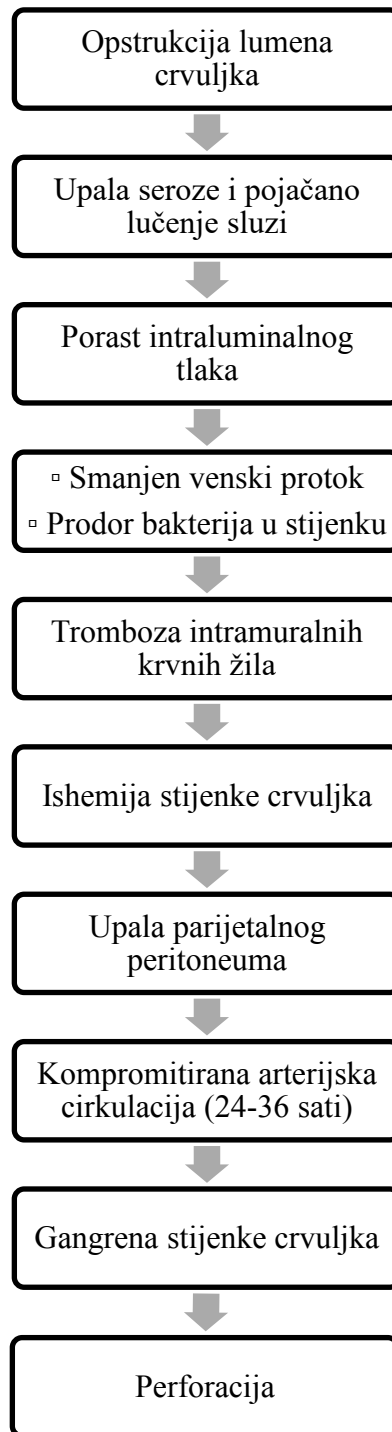 Opstrukcija lumena
crvuljka
Upala seroze i pojačano
lučenje sluzi
Porast intraluminalnog
tlaka
▫ Smanjen venski protok
▫ Prodor bakterija u stijenku
Tromboza intramuralnih
krvnih žila
Ishemija stijenke crvuljka
Upala parijetalnog
peritoneuma
Kompromitirana arterijska
cirkulacija (24-36 sati)
Gangrena stijenke crvuljka
Perforacija